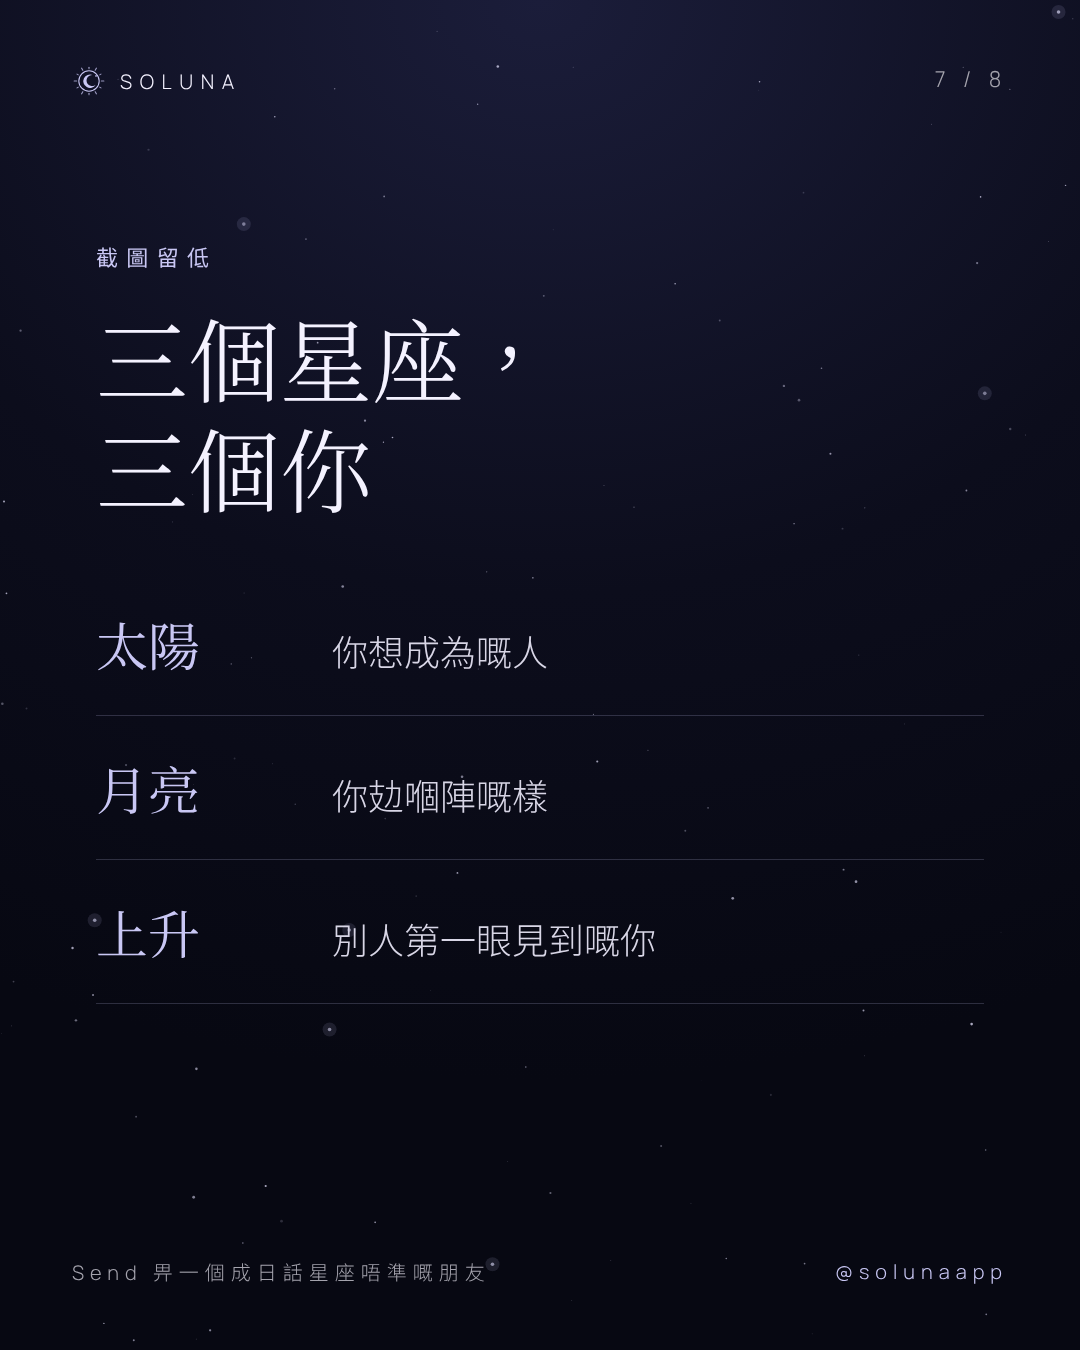 SOLUNA
7 / 8
截圖留低
三個星座，
三個你
太陽 你想成為嘅人
月亮 你攰嗰陣嘅樣
上升 別人第一眼見到嘅你
Send 畀一個成日話星座唔準嘅朋友
@solunaapp